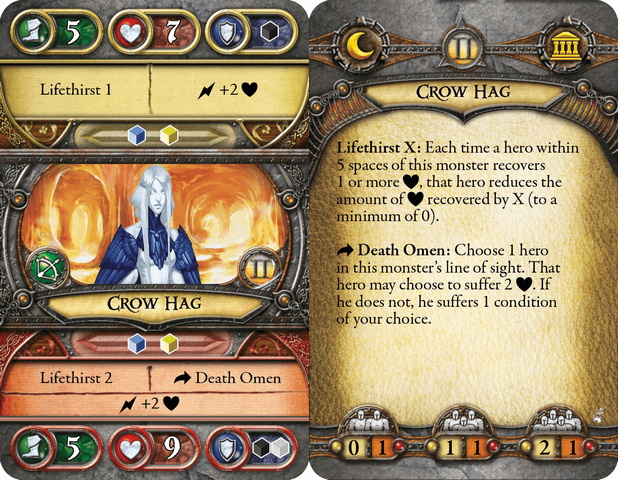 5 7
Lifethirst 1 +2
II
Crow Hag
Lifethirst 2 Death Omen
+2
5 9
II
Crow Hag
Lifethirst X: Each time a hero within
5 spaces of this monster recovers
1 or more , that hero reduces the
amount of recovered by X (to a
minimum of 0).
Death Omen: Choose 1 hero
in this monster's line of sight. That
hero may choose to suffer 2 . If
he does not, he suffers 1 condition
of your choice.
0 1 1 1 2 1